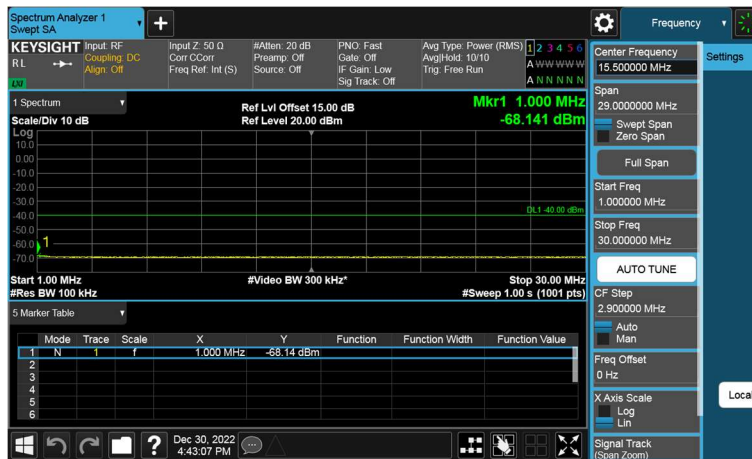 Spectrum Analyzer 1
Swept SA
+
Frequency
KEYSIGHT
RL
LXI
Input: RF
Coupling: DC
Align: Off
Input Z: 50 Ω
Corr CCorr
Freq Ref: Int (S)
#Atten: 20 dB
Preamp: Off
Source: Off
PNO: Fast
Gate: Off
IF Gain: Low
Sig Track: Off
Avg Type: Power (RMS)
Avg|Hold: 10/10
Trig: Free Run
1 2 3 4 5 6
A W W W W W
A N N N N N
1 Spectrum
Scale/Div 10 dB
Ref Lvl Offset 15.00 dB
Ref Level 20.00 dBm
Mkr1 1.000 MHz
-68.141 dBm
Log
10.0
0.00
-10.0
-20.0
-30.0
-40.0
-50.0
-60.0
-70.0
DL1 -40.00 dBm
1
Start 1.00 MHz
#Res BW 100 kHz
#Video BW 300 kHz*
Stop 30.00 MHz
#Sweep 1.00 s (1001 pts)
5 Marker Table
Mode Trace Scale X Y Function Function Width Function Value
1 N 1 f 1.000 MHz -68.14 dBm
2
3
4
5
6
?
Dec 30, 2022
4:43:07 PM
Center Frequency
15.500000 MHz
Settings
Span
29.0000000 MHz
Swept Span
Zero Span
Full Span
Start Freq
1.000000 MHz
Stop Freq
30.000000 MHz
AUTO TUNE
CF Step
2.900000 MHz
Auto
Man
Freq Offset
0 Hz
X Axis Scale
Log
Lin
Local
Signal Track
(Span Zoom)